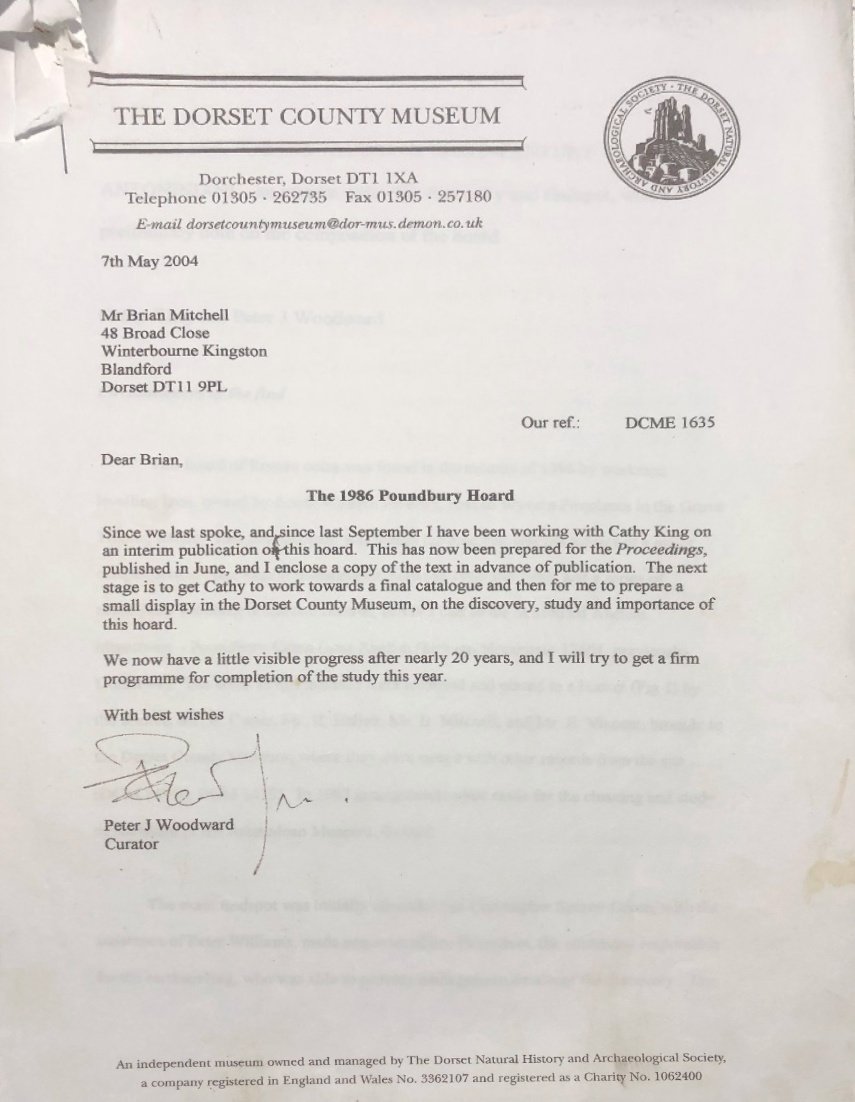 THE DORSET COUNTY MUSEUM
SOCIETY · THE DORSET NATURAL HISTORY AND ARCHAEOLOGICAL
Dorchester, Dorset DT1 1XA
Telephone 01305 · 262735 Fax 01305 · 257180
E-mail dorsetcountymuseum@dor-mus.demon.co.uk
7th May 2004
Mr Brian Mitchell
48 Broad Close
Winterbourne Kingston
Blandford
Dorset DT11 9PL
Our ref.: DCME 1635
Dear Brian,
The 1986 Poundbury Hoard
Since we last spoke, and since last September I have been working with Cathy King on
an interim publication of this hoard. This has now been prepared for the Proceedings,
published in June, and I enclose a copy of the text in advance of publication. The next
stage is to get Cathy to work towards a final catalogue and then for me to prepare a
small display in the Dorset County Museum, on the discovery, study and importance of
this hoard.
We now have a little visible progress after nearly 20 years, and I will try to get a firm
programme for completion of the study this year.
With best wishes
Peter J Woodward
Curator
An independent museum owned and managed by The Dorset Natural History and Archaeological Society,
a company registered in England and Wales No. 3362107 and registered as a Charity No. 1062400